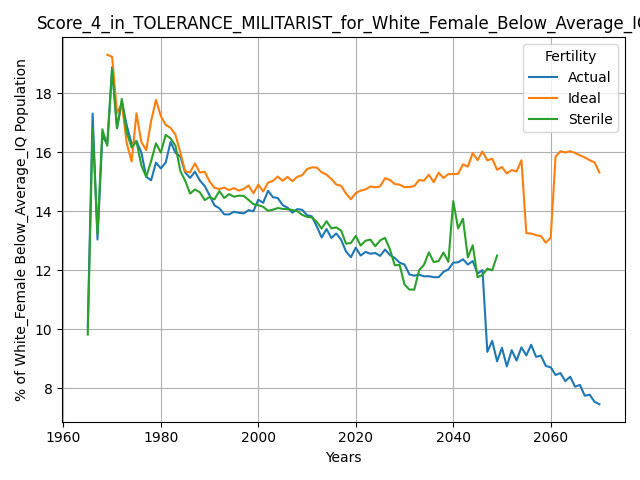 Score_4_in_TOLERANCE_MILITARIST_for_White_Female_Below_Average_IQ
Fertility
Actual
Ideal
Sterile
% of White_Female Below_Average_IQ Population
18
16
14
12
10
8
1960
1980
2000
2020
2040
2060
Years